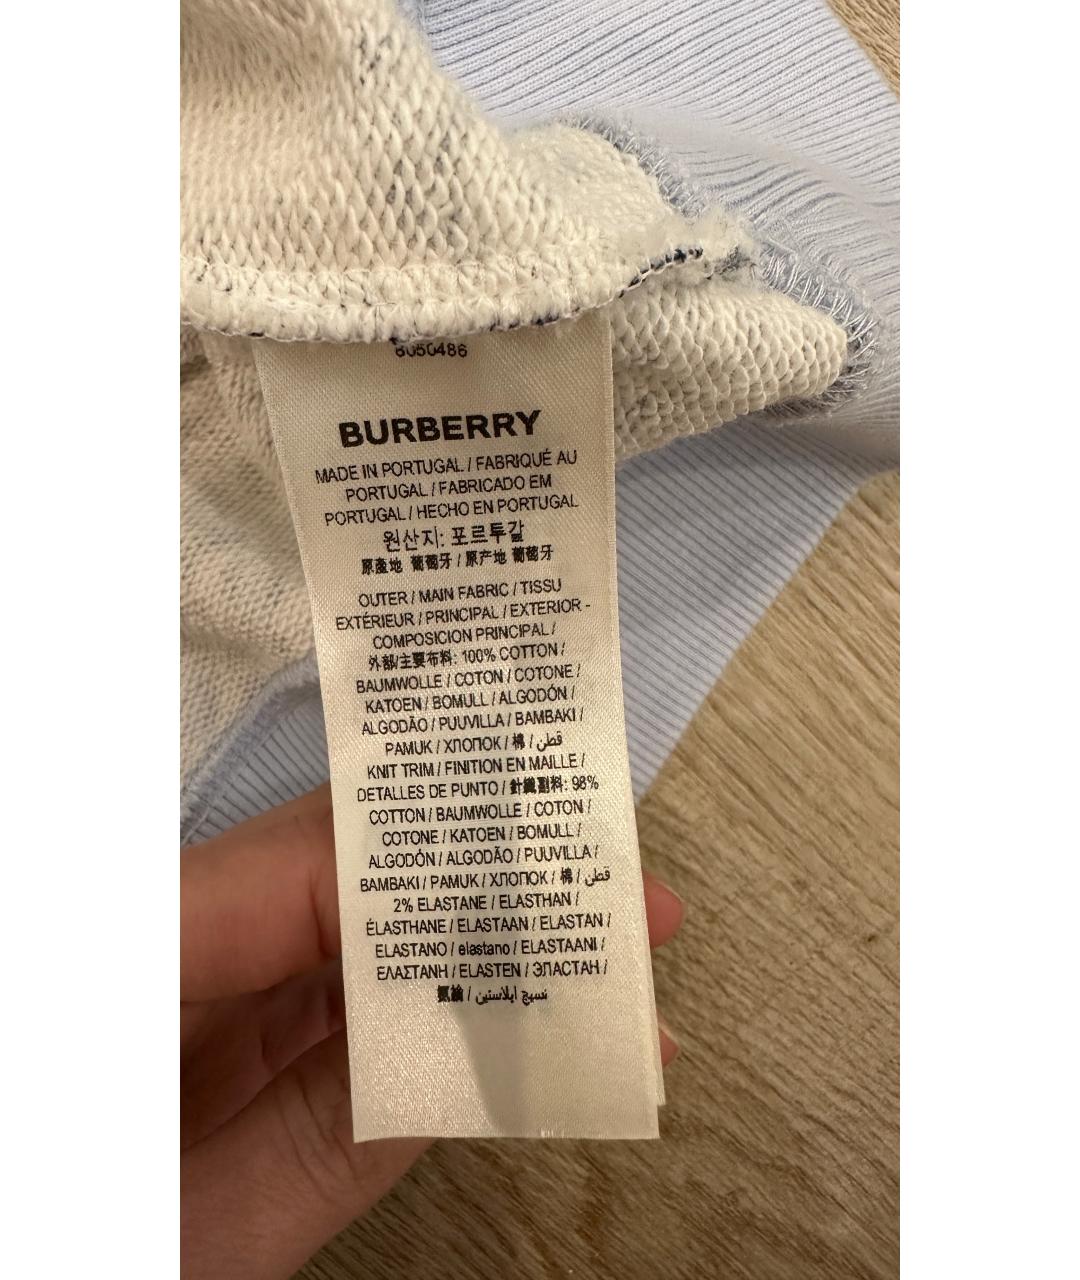 8050486
BURBERRY
MADE IN PORTUGAL / FABRIQUÉ AU
PORTUGAL / FABRICADO EM
PORTUGAL / HECHO EN PORTUGAL
원산지: 포르투갈
原產地 葡萄牙 / 原产地 葡萄牙
OUTER / MAIN FABRIC / TISSU
EXTÉRIEUR / PRINCIPAL / EXTERIOR -
COMPOSICION PRINCIPAL /
外部/主要布料: 100% COTTON /
BAUMWOLLE / COTON / COTONE /
KATOEN / BOMULL / ALGODÓN /
ALGODÃO / PUUVILLA / BAMBAKI /
PAMUK / ХЛОПОК / 棉 / قطن
KNIT TRIM / FINITION EN MAILLE /
DETALLES DE PUNTO / 針織副料: 98%
COTTON / BAUMWOLLE / COTON /
COTONE / KATOEN / BOMULL /
ALGODÓN / ALGODÃO / PUUVILLA /
BAMBAKI / PAMUK / ХЛОПОК / 棉 / قطن
2% ELASTANE / ELASTHAN /
ÉLASTHANE / ELASTAAN / ELASTAN /
ELASTANO / elastano / ELASTAANI /
ΕΛΑΣΤΑΝΗ / ELASTEN / ЭЛАСТАН /
氨綸 / نسيج ايلاستين